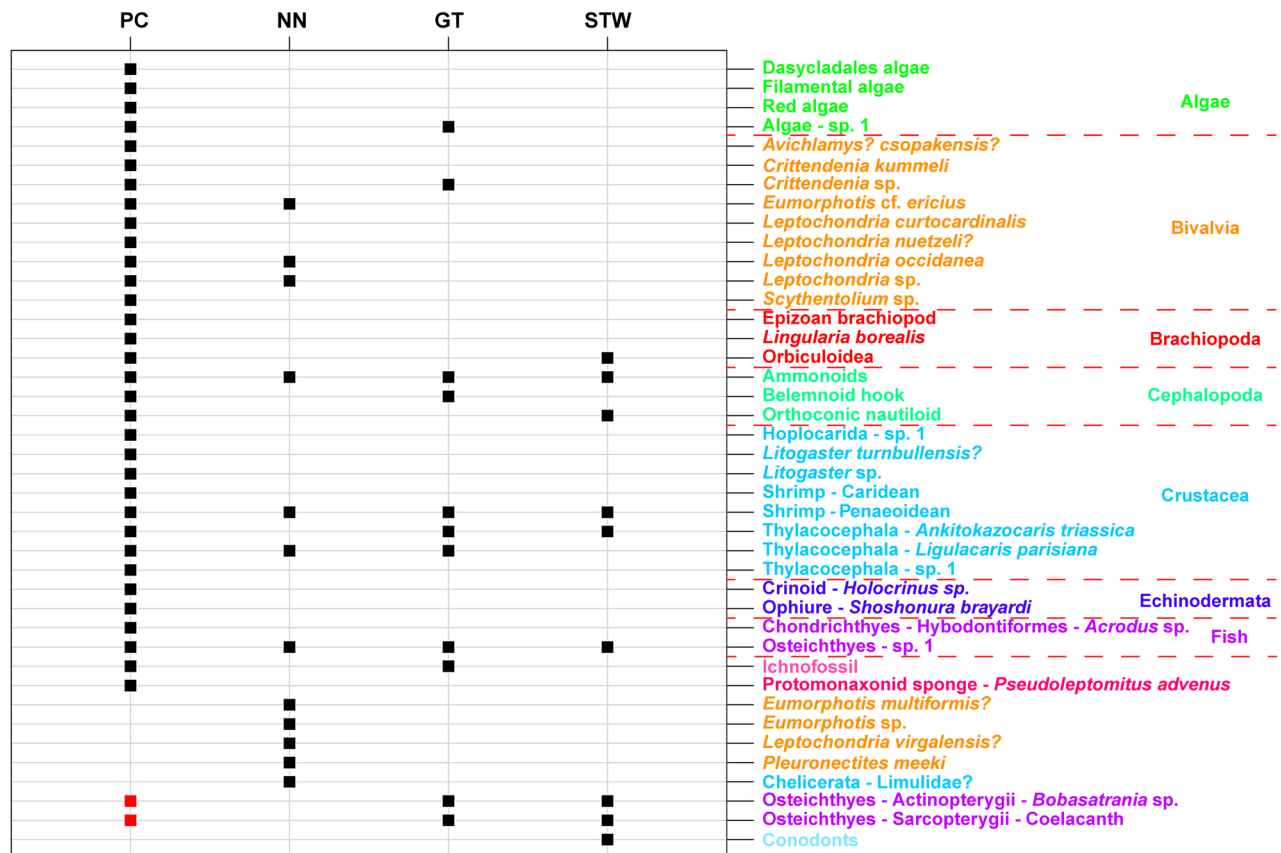 PC NN GT STW
Dasycladales algae
Filamental algae
Red algae
Algae
Algae - sp. 1
Avichlamys? csopakensis?
Crittendenia kummeli
Crittendenia sp.
Eumorphotis cf. ericius
Leptochondria curtocardinalis
Bivalvia
Leptochondria nuetzeli?
Leptochondria occidanea
Leptochondria sp.
Scythentolium sp.
Epizoan brachiopod
Lingularia borealis
Brachiopoda
Orbiculoidea
Ammonoids
Belemnoid hook
Cephalopoda
Orthoconic nautiloid
Hoplocarida - sp. 1
Litogaster turnbullensis?
Litogaster sp.
Shrimp - Caridean
Crustacea
Shrimp - Penaeoidean
Thylacocephala - Ankitokazocaris triassica
Thylacocephala - Ligulacaris parisiana
Thylacocephala - sp. 1
Crinoid - Holocrinus sp.
Echinodermata
Ophiure - Shoshonura brayardi
Chondrichthyes - Hybodontiformes - Acrodus sp.
Fish
Osteichthyes - sp. 1
Ichnofossil
Protomonaxonid sponge - Pseudoleptomitus advenus
Eumorphotis multiformis?
Eumorphotis sp.
Leptochondria virgalensis?
Pleuronectites meeki
Chelicerata - Limulidae?
Osteichthyes - Actinopterygii - Bobasatrania sp.
Osteichthyes - Sarcopterygii - Coelacanth
Conodonts